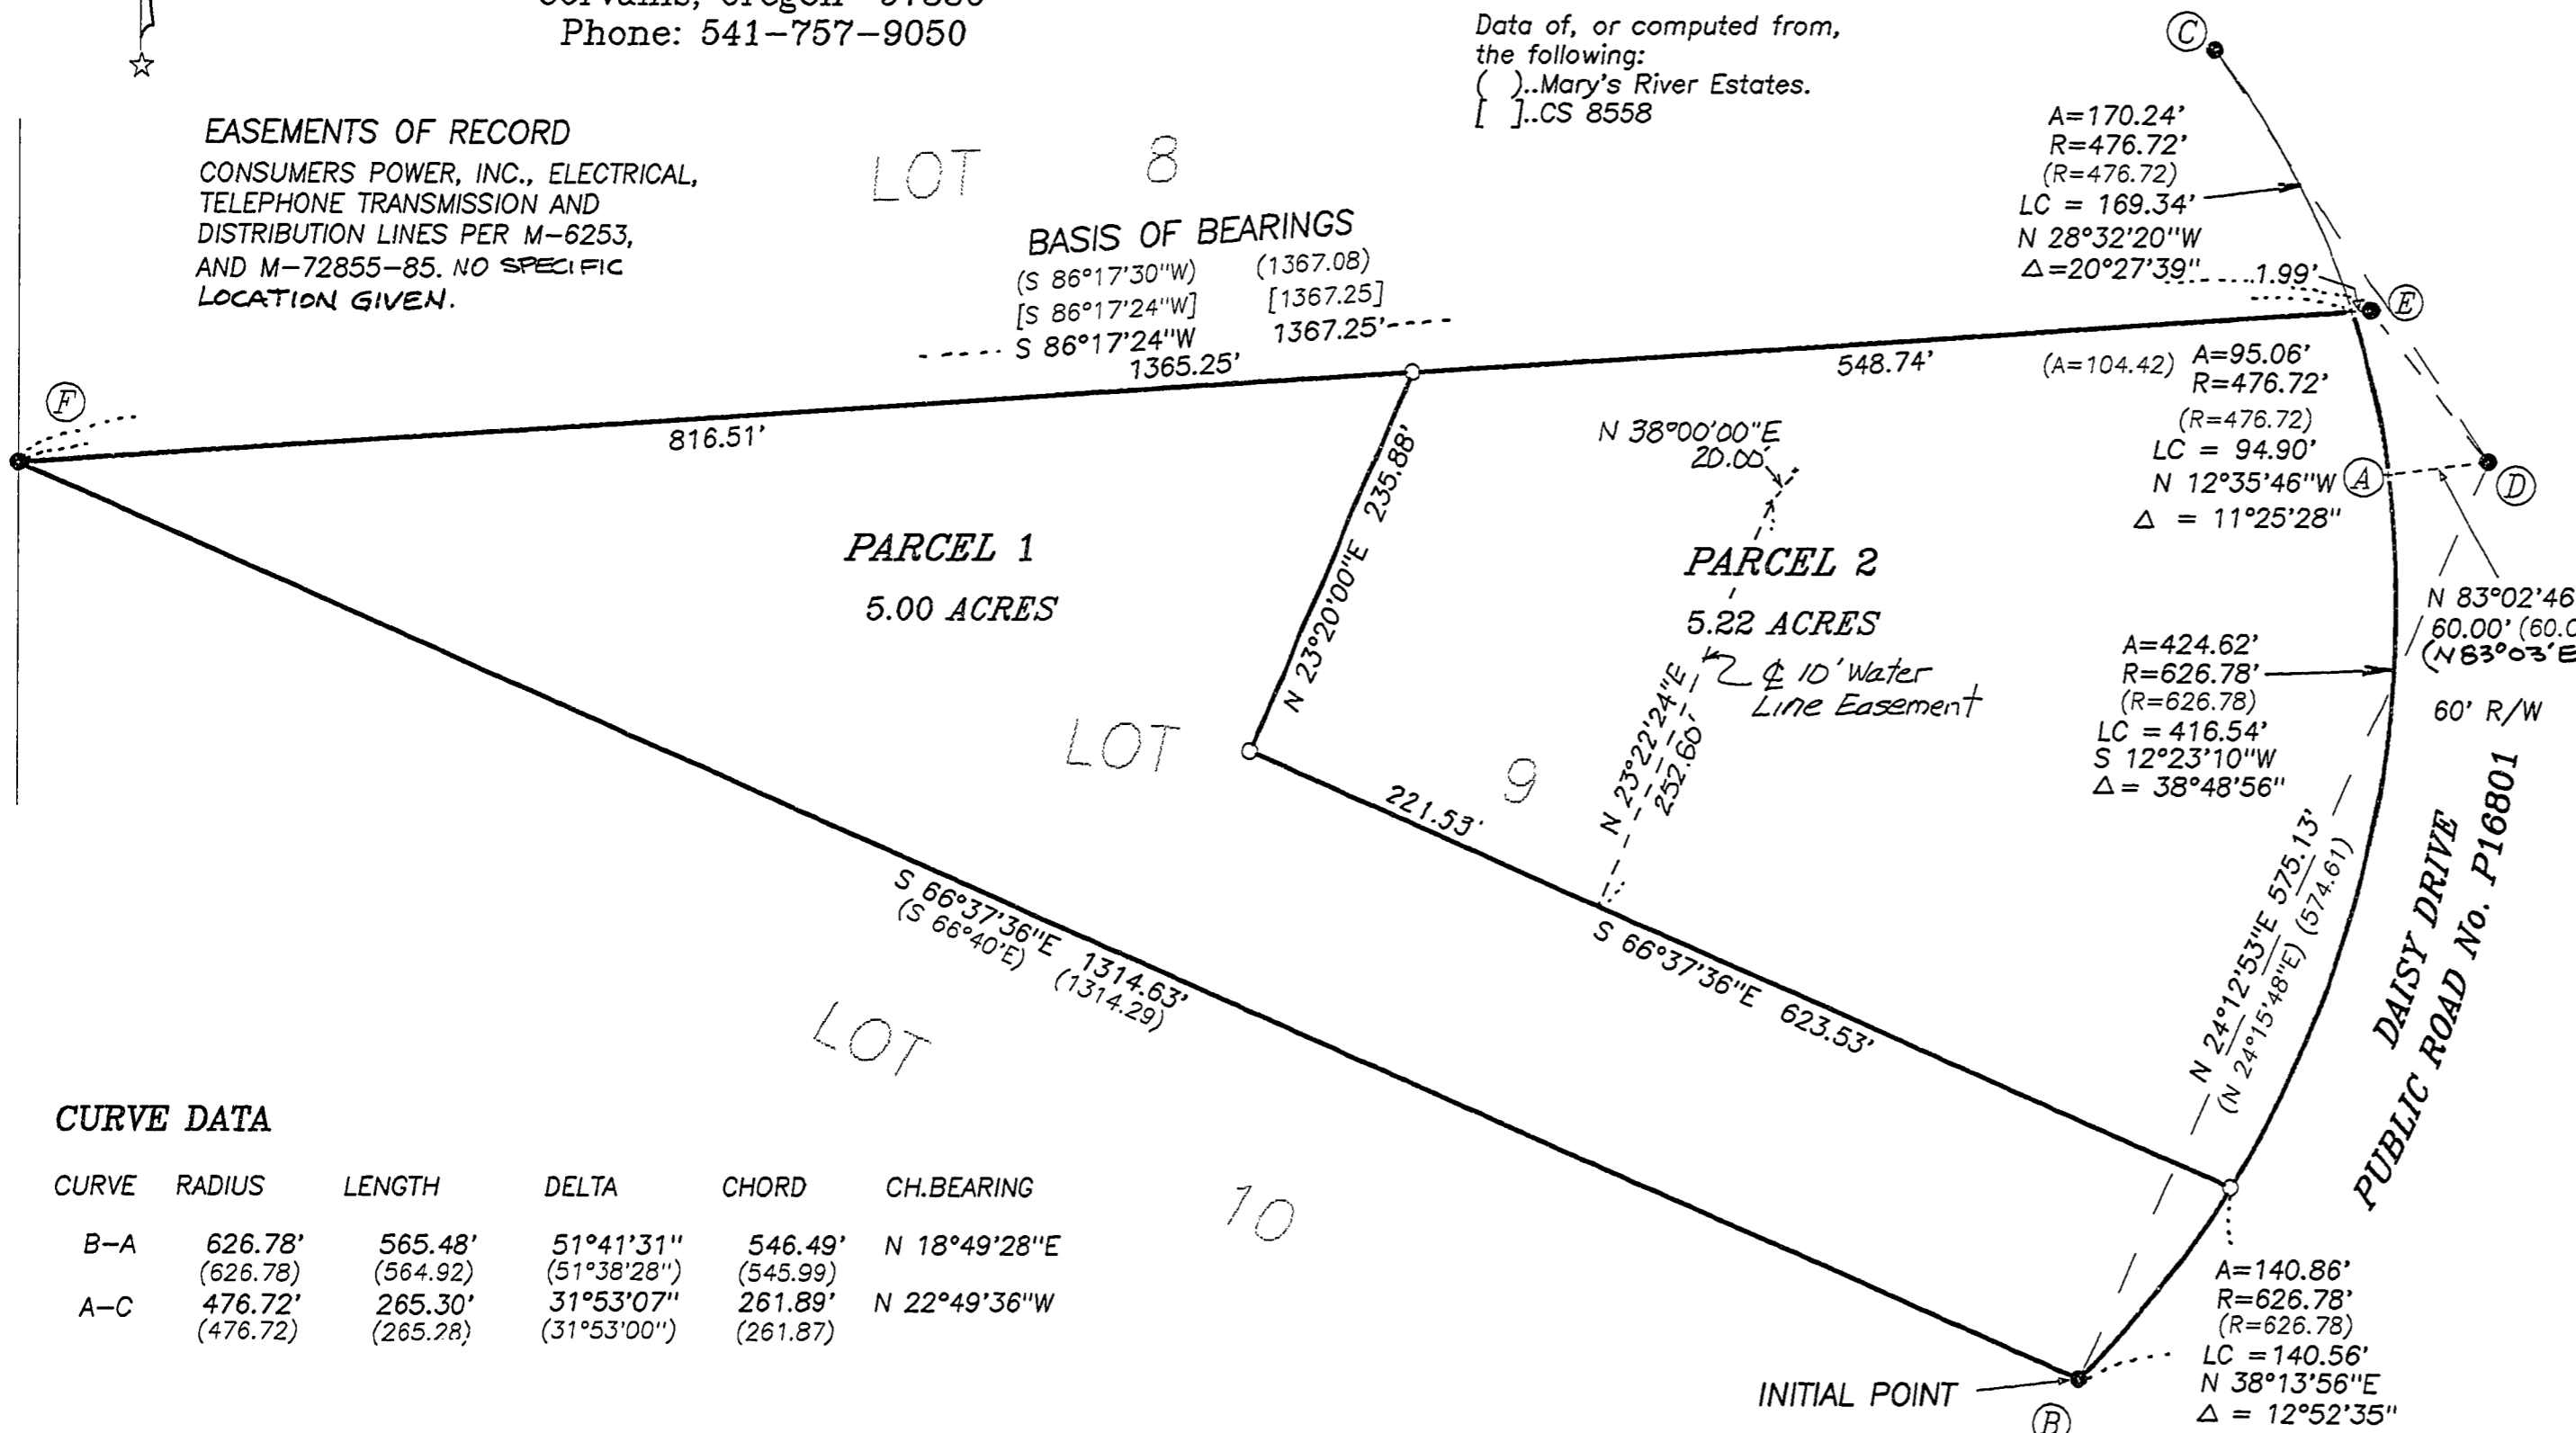 Phone: 541-757-9050
Data of, or computed from,
the following:
( )..Mary's River Estates.
[ ]..CS 8558
EASEMENTS OF RECORD
CONSUMERS POWER, INC., ELECTRICAL,
TELEPHONE TRANSMISSION AND
DISTRIBUTION LINES PER M-6253,
AND M-72855-85. NO SPECIFIC
LOCATION GIVEN.
LOT 8
BASIS OF BEARINGS
(S 86°17'30"W) (1367.08)
[S 86°17'24"W] [1367.25]
S 86°17'24"W 1367.25'
1365.25'
C
A=170.24'
R=476.72'
(R=476.72)
LC = 169.34'
N 28°32'20"W
Δ=20°27'39"
1.99'
E
F
816.51'
548.74'
(A=104.42) A=95.06'
R=476.72'
(R=476.72)
LC = 94.90'
N 12°35'46"W
Δ = 11°25'28"
A
D
N 38°00'00"E
20.00'
N 23°20'00"E 235.88'
PARCEL 1
5.00 ACRES
PARCEL 2
5.22 ACRES
℄ 10' Water
Line Easement
N 23°22'24"E
252.60'
N 83°02'46
60.00' (60.0
(N83°03'E
A=424.62'
R=626.78'
(R=626.78)
LC = 416.54'
S 12°23'10"W
Δ = 38°48'56"
60' R/W
DAISY DRIVE
PUBLIC ROAD No. P16801
LOT 9
221.53'
S 66°37'36"E 623.53'
S 66°37'36"E 1314.63'
(S 66°40'E) (1314.29)
N 24°12'53"E 575.13'
(N 24°15'48"E) (574.61)
LOT 10
CURVE DATA
CURVE RADIUS LENGTH DELTA CHORD CH.BEARING
B-A 626.78' 565.48' 51°41'31" 546.49' N 18°49'28"E
(626.78) (564.92) (51°38'28") (545.99)
A-C 476.72' 265.30' 31°53'07" 261.89' N 22°49'36"W
(476.72) (265.28) (31°53'00") (261.87)
A=140.86'
R=626.78'
(R=626.78)
LC =140.56'
N 38°13'56"E
Δ = 12°52'35"
INITIAL POINT
B